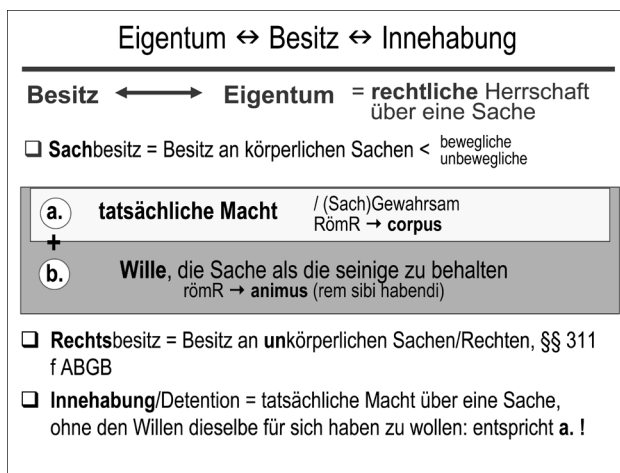 Eigentum ↔ Besitz ↔ Innehabung
Besitz ↔ Eigentum = rechtliche Herrschaft
über eine Sache
❑ Sachbesitz = Besitz an körperlichen Sachen < bewegliche
unbewegliche
a. tatsächliche Macht / (Sach)Gewahrsam
RömR → corpus
+
b. Wille, die Sache als die seinige zu behalten
römR → animus (rem sibi habendi)
❑ Rechtsbesitz = Besitz an unkörperlichen Sachen/Rechten, §§ 311
f ABGB
❑ Innehabung/Detention = tatsächliche Macht über eine Sache,
ohne den Willen dieselbe für sich haben zu wollen: entspricht a. !